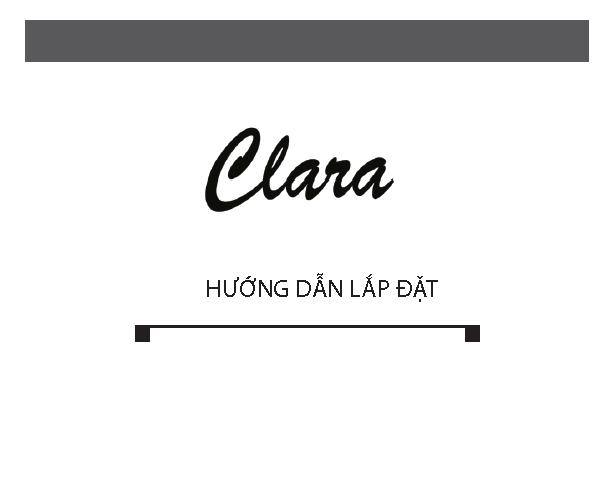 Clara
HƯỚNG DẪN LẮP ĐẶT